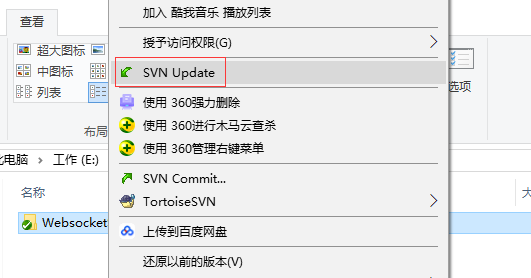 查看
超大图标
中图标
列表
布局
选项
此电脑
工作 (E:)
名称
大
Websocket
加入 酷我音乐 播放列表
授予访问权限(G)
SVN Update
使用 360强力删除
使用 360进行木马云查杀
使用 360管理右键菜单
SVN Commit...
TortoiseSVN
上传到百度网盘
还原以前的版本(V)